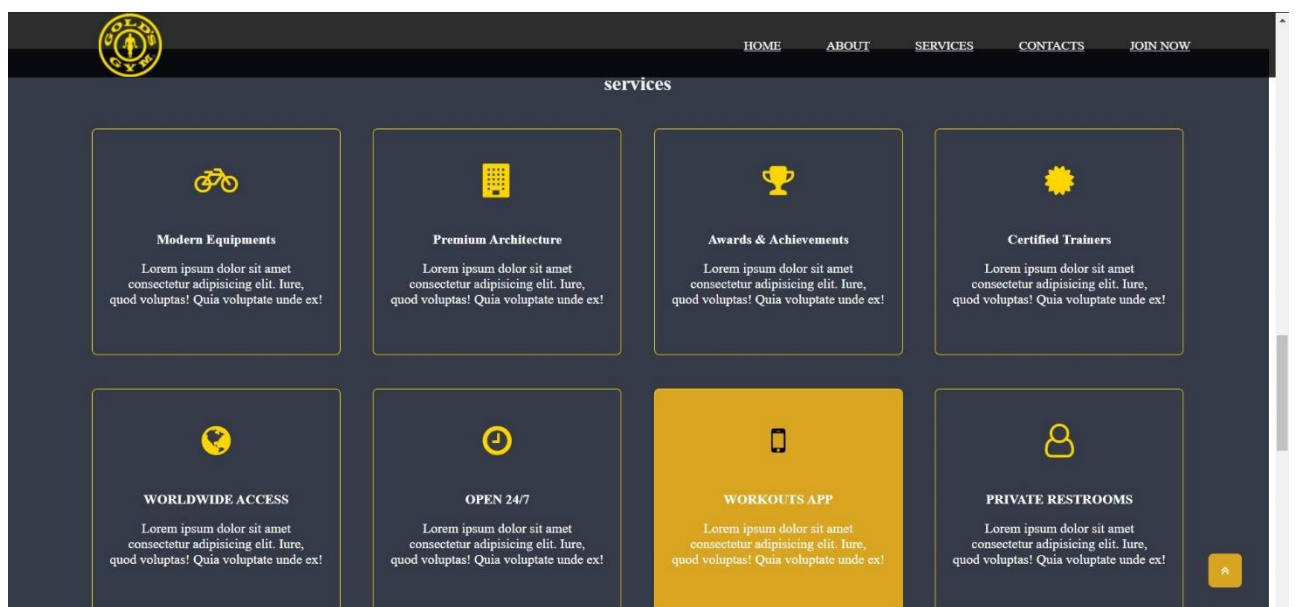 GOLD'S
GYM
HOME ABOUT SERVICES CONTACTS JOIN NOW
services
Modern Equipments
Lorem ipsum dolor sit amet
consectetur adipisicing elit. Iure,
quod voluptas! Quia voluptate unde ex!
Premium Architecture
Lorem ipsum dolor sit amet
consectetur adipisicing elit. Iure,
quod voluptas! Quia voluptate unde ex!
Awards & Achievements
Lorem ipsum dolor sit amet
consectetur adipisicing elit. Iure,
quod voluptas! Quia voluptate unde ex!
Certified Trainers
Lorem ipsum dolor sit amet
consectetur adipisicing elit. Iure,
quod voluptas! Quia voluptate unde ex!
WORLDWIDE ACCESS
Lorem ipsum dolor sit amet
consectetur adipisicing elit. Iure,
quod voluptas! Quia voluptate unde ex!
OPEN 24/7
Lorem ipsum dolor sit amet
consectetur adipisicing elit. Iure,
quod voluptas! Quia voluptate unde ex!
WORKOUTS APP
Lorem ipsum dolor sit amet
consectetur adipisicing elit. Iure,
quod voluptas! Quia voluptate unde ex!
PRIVATE RESTROOMS
Lorem ipsum dolor sit amet
consectetur adipisicing elit. Iure,
quod voluptas! Quia voluptate unde ex!